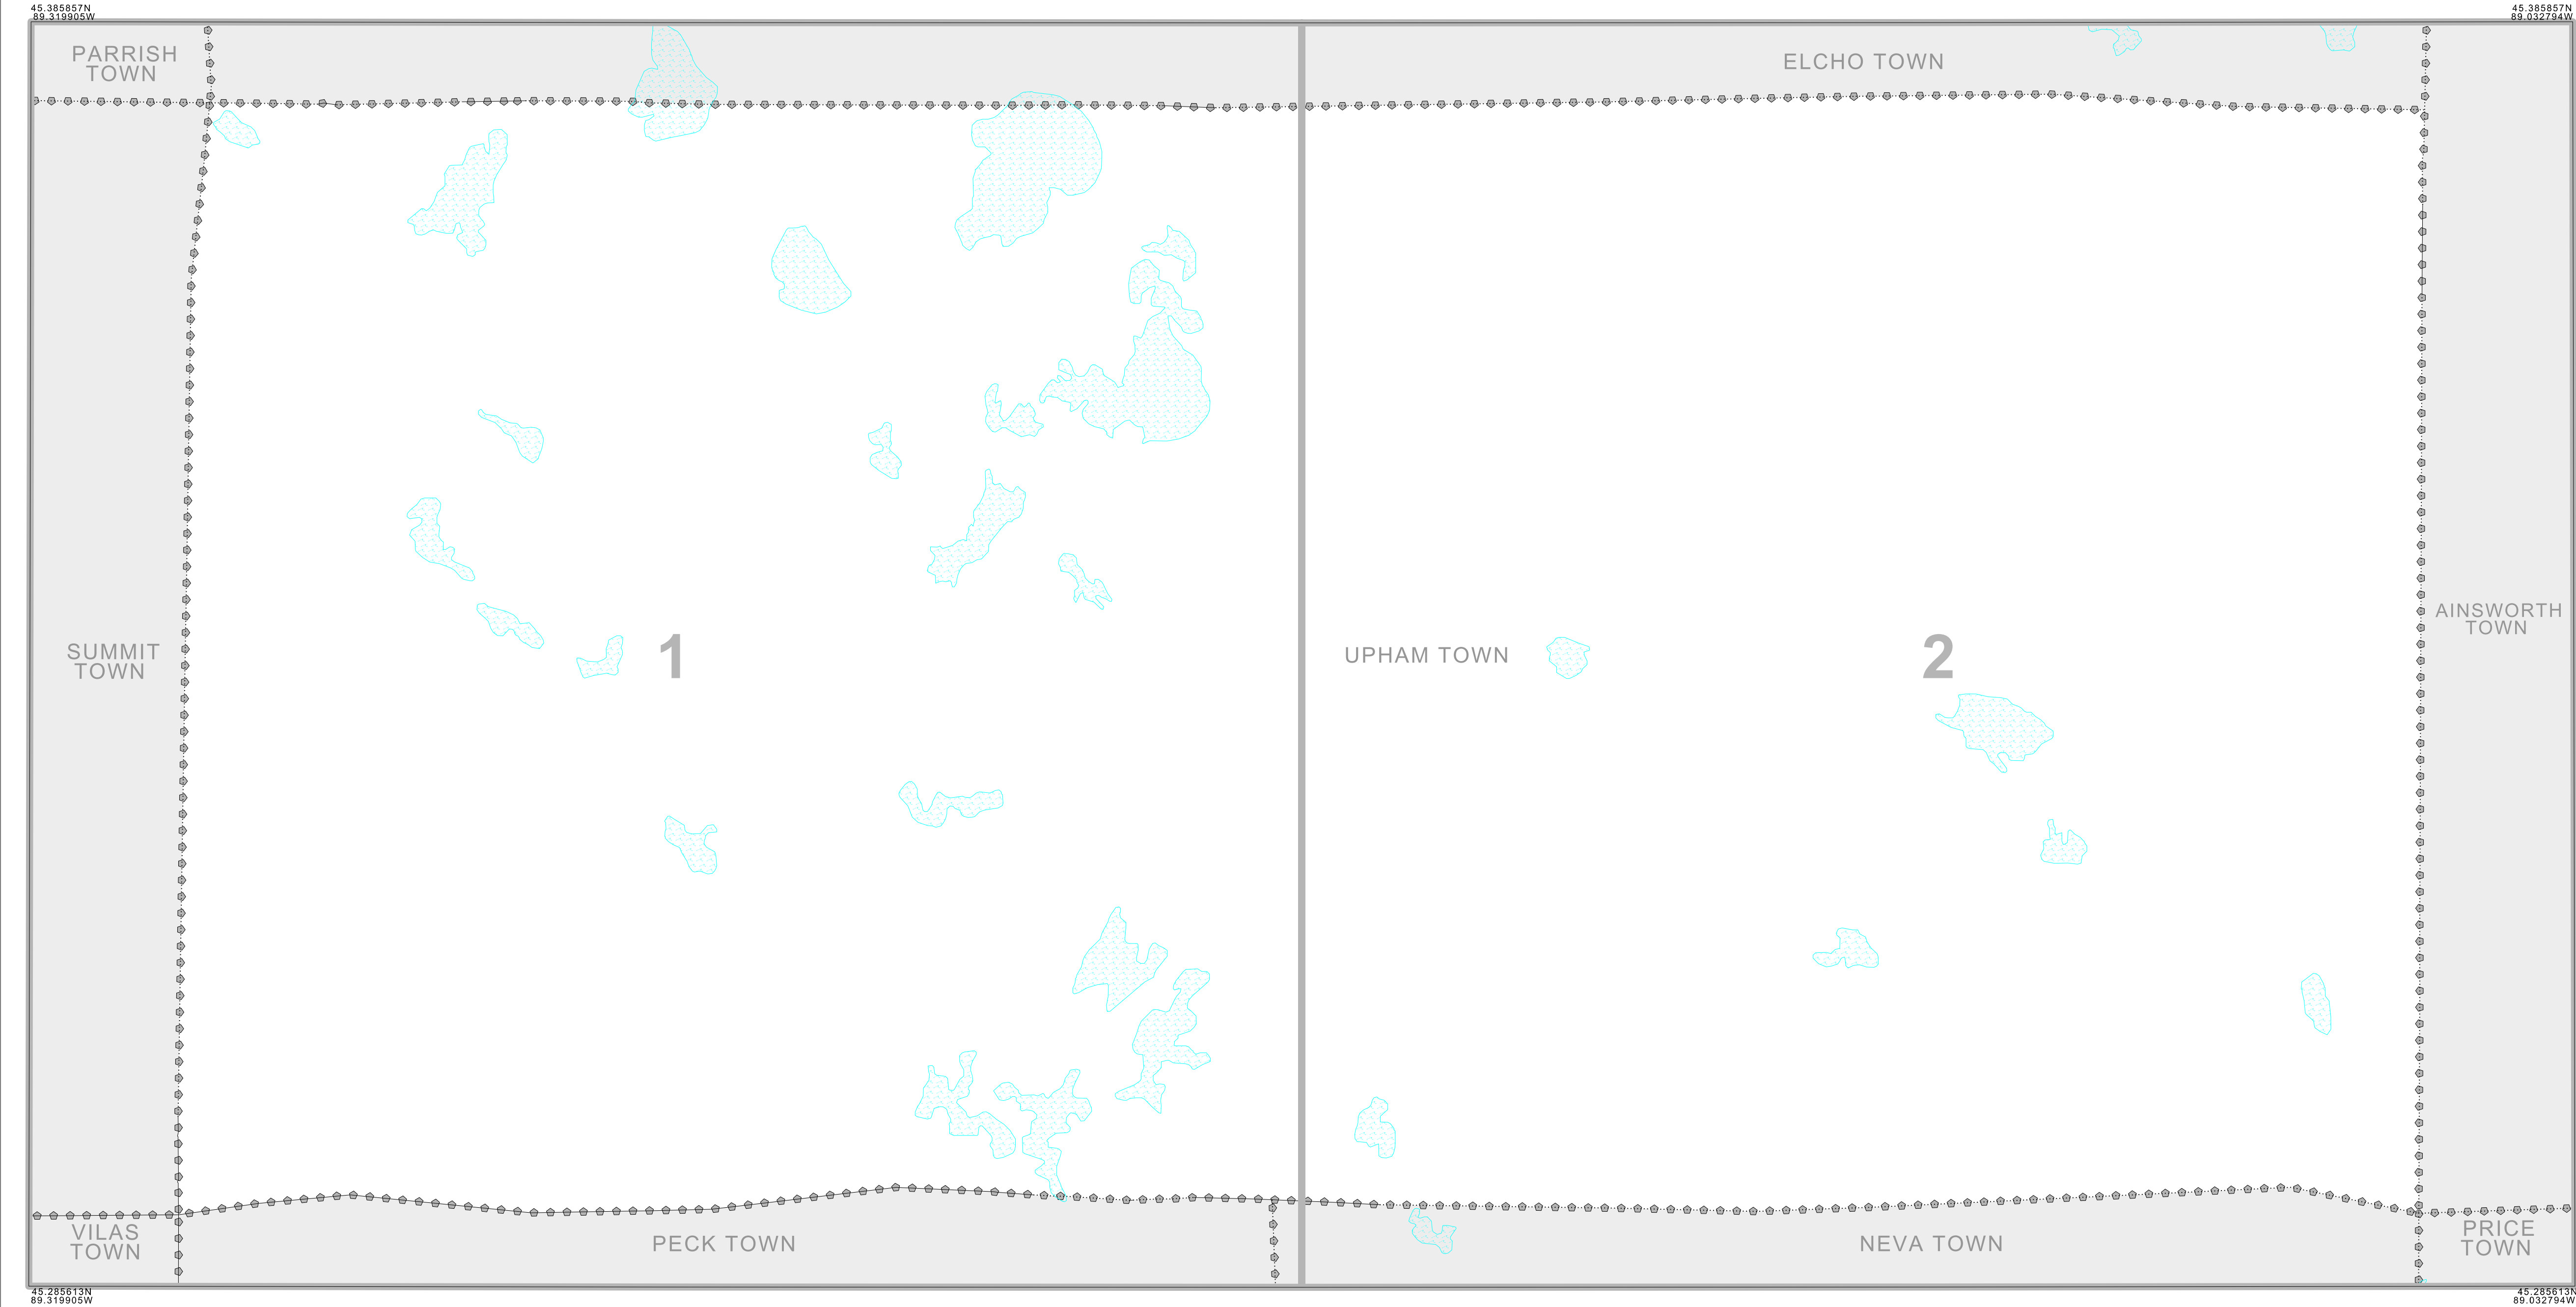 45.385857N
89.319905W
45.385857N
89.032794W
PARRISH
TOWN
ELCHO TOWN
SUMMIT
TOWN
1
UPHAM TOWN
2
AINSWORTH
TOWN
VILAS
TOWN
PECK TOWN
NEVA TOWN
PRICE
TOWN
45.285613N
89.319905W
45.285613N
89.032794W